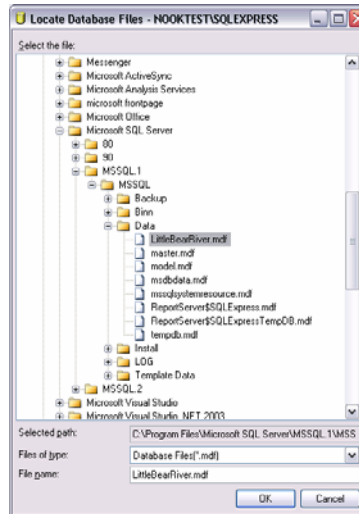 Locate Database Files - NOOKTEST\SQLEXPRESS
Select the file:
Messenger
Microsoft ActiveSync
Microsoft Analysis Services
microsoft frontpage
Microsoft Office
Microsoft SQL Server
80
90
MSSQL.1
MSSQL
Backup
Binn
Data
LittleBearRiver.mdf
master.mdf
model.mdf
msdbdata.mdf
mssqlsystemresource.mdf
ReportServer$SQLExpress.mdf
ReportServer$SQLExpressTempDB.mdf
tempdb.mdf
Install
LOG
Template Data
MSSQL.2
Microsoft Visual Studio
Microsoft Visual Studio .NET 2003
Selected path: C:\Program Files\Microsoft SQL Server\MSSQL.1\MSS
Files of type: Database Files(*.mdf)
File name: LittleBearRiver.mdf
OK Cancel